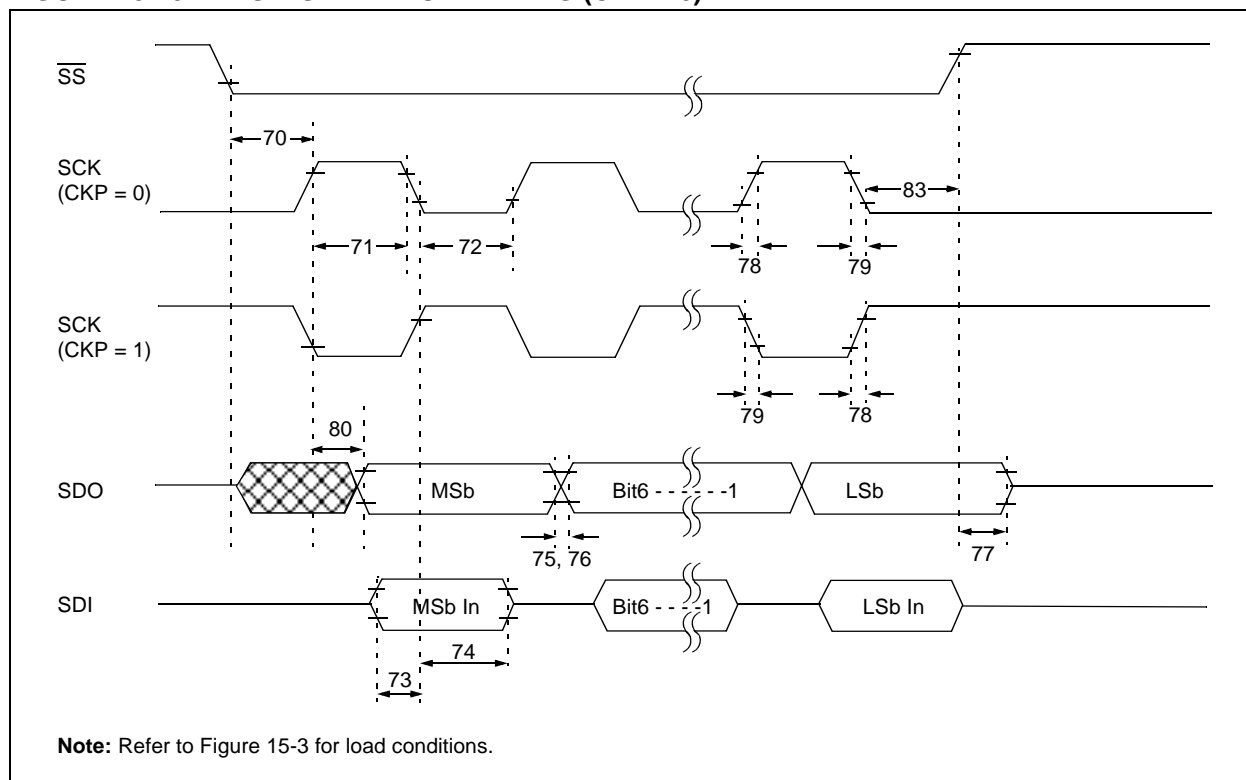 SS
70
SCK
(CKP = 0)
83
71
72
78
79
SCK
(CKP = 1)
79
78
80
SDO
MSb
Bit6 - - - - - -1
LSb
75, 76
77
SDI
MSb In
Bit6 - - - -1
LSb In
74
73
Note: Refer to Figure 15-3 for load conditions.